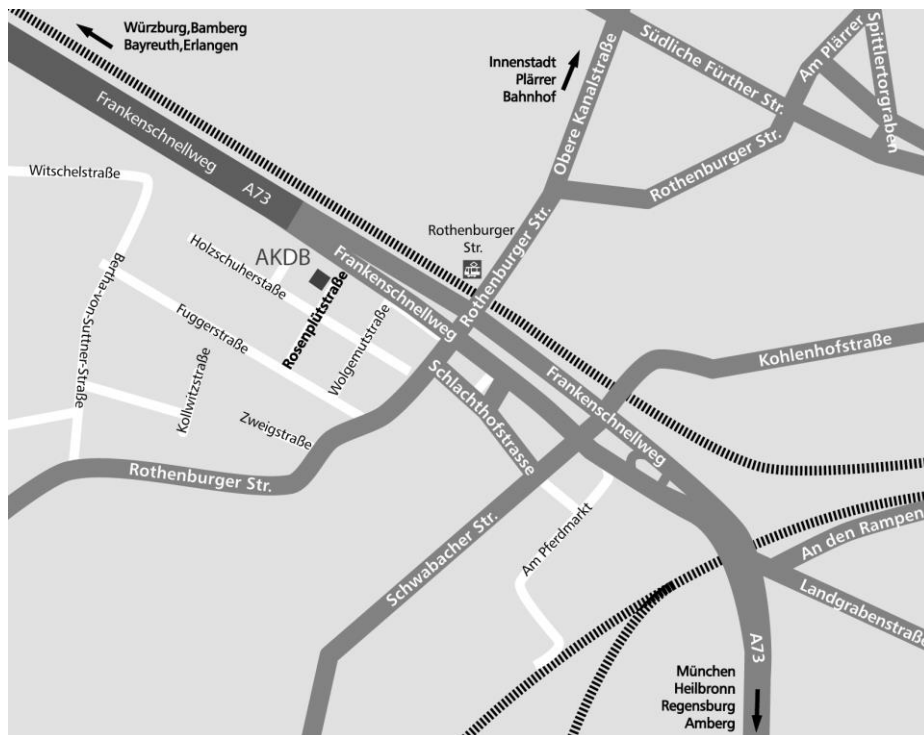 Würzburg,Bamberg
Bayreuth,Erlangen
Innenstadt
Plärrer
Bahnhof
Obere Kanalstraße
Südliche Fürther Str.
Am Plärrer
Spittlertorgraben
Rothenburger Str.
Frankenschnellweg
A73
Witschelstraße
Rothenburger
Str.
Rothenburger Str.
Holzschuherstaße
AKDB
Rosenplütstraße
Frankenschnellweg
Bertha-von-Suttner-Straße
Fuggerstraße
Wolgemutstraße
Kollwitzstraße
Zweigstraße
Schlachthofstrasse
Frankenschnellweg
Kohlenhofstraße
Rothenburger Str.
Schwabacher Str.
Am Pferdmarkt
An den Rampen
Landgrabenstraße
A73
München
Heilbronn
Regensburg
Amberg